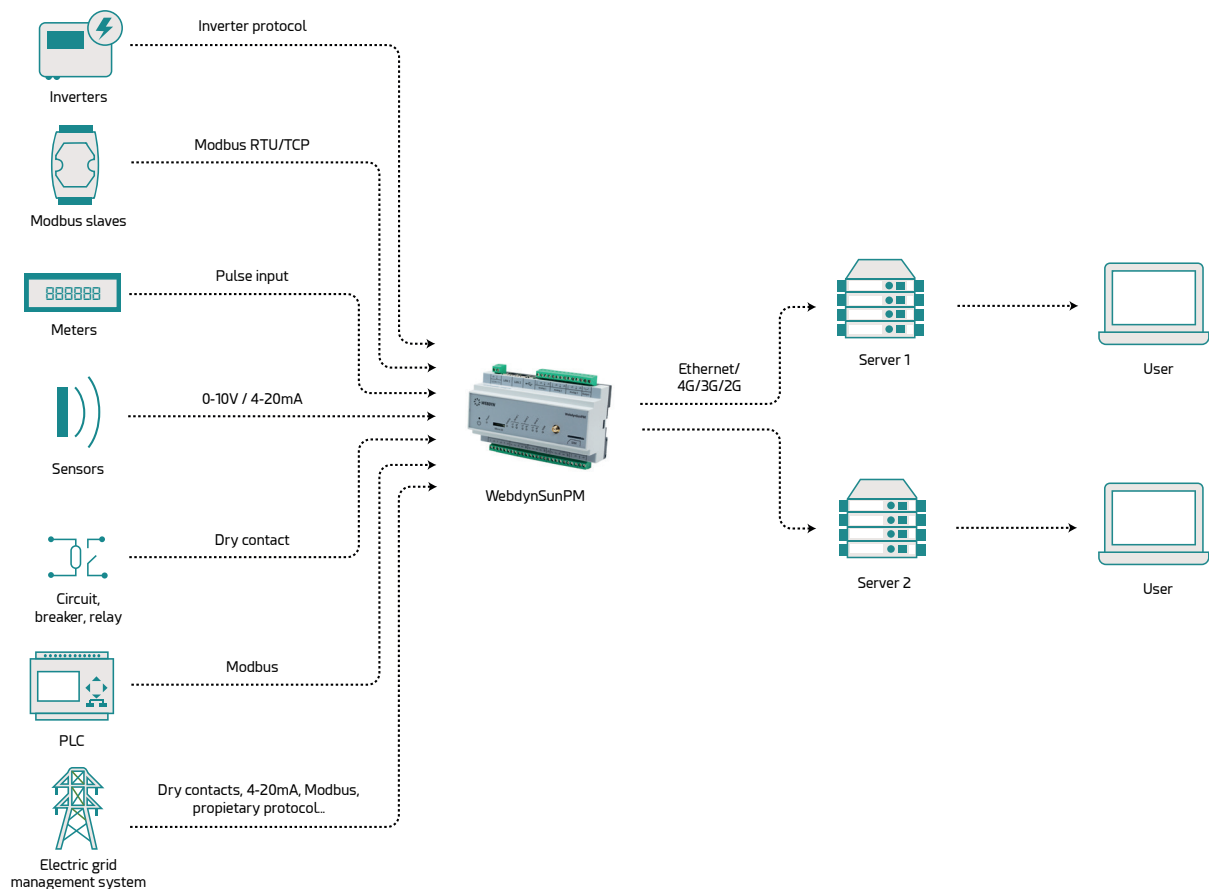 Inverter protocol
Inverters
Modbus RTU/TCP
Modbus slaves
Pulse input
888888
Meters
0-10V / 4-20mA
Sensors
Dry contact
Circuit,
breaker, relay
Modbus
PLC
Dry contacts, 4-20mA, Modbus,
propietary protocol...
Electric grid
management system
WebdynSunPM
Ethernet/
4G/3G/2G
Server 1
User
Server 2
User